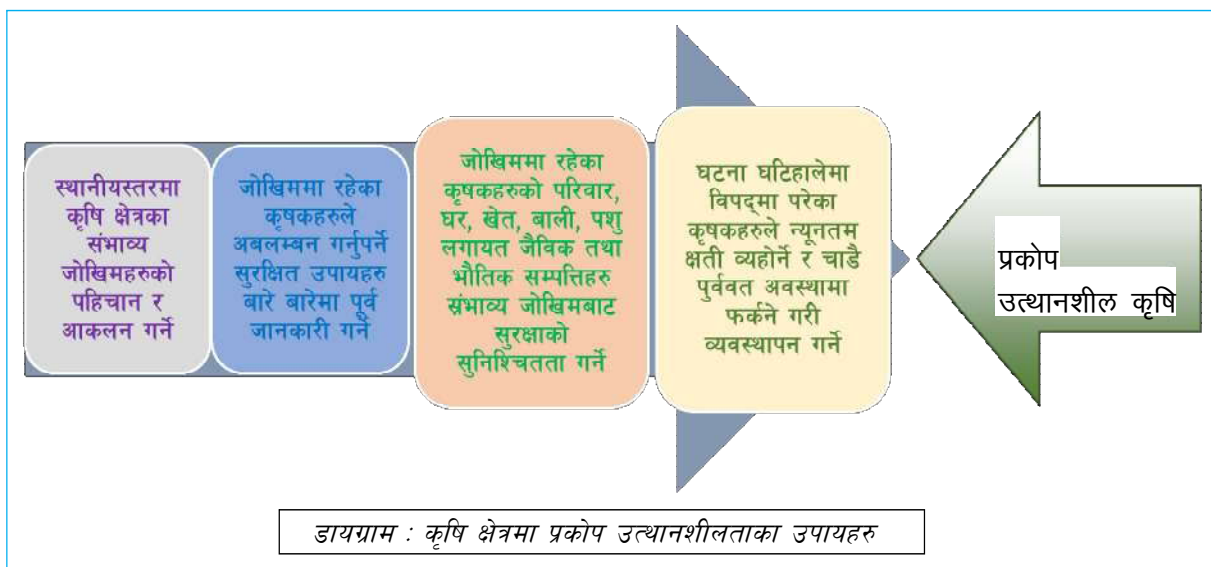 स्थानीयस्तरमा
कृषि क्षेत्रका
संभाव्य
जोखिमहरुको
पहिचान र
आकलन गर्ने
जोखिममा रहेका
कृषकहरुले
अबलम्बन गर्नुपर्ने
सुरक्षित उपायहरु
बारे बारेमा पूर्व
जानकारी गर्ने
जोखिममा रहेका
कृषकहरुको परिवार,
घर, खेत, बाली, पशु
लगायत जैविक तथा
भौतिक सम्पत्तिहरु
संभाव्य जोखिमबाट
सुरक्षाको
सुनिश्चितता गर्ने
घटना घटिहालेमा
विपद्मा परेका
कृषकहरुले न्यूनतम
क्षती व्यहोर्ने र चाडै
पुर्ववत अवस्थामा
फर्कने गरी
व्यवस्थापन गर्ने
प्रकोप
उत्थानशील कृषि
डायग्राम : कृषि क्षेत्रमा प्रकोप उत्थानशीलताका उपायहरु